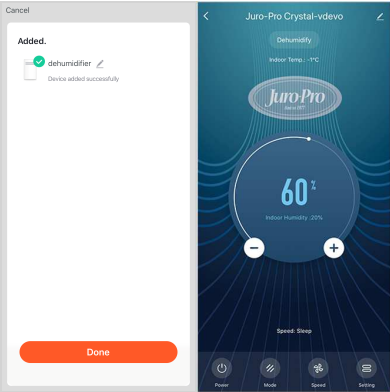 Cancel
Added.
dehumidifier
Device added successfully
Done
Juro-Pro Crystal-vdevo
Dehumidify
Indoor Temp.: -1°C
Juro-Pro
60%
Indoor Humidity :20%
Speed: Sleep
Power
Mode
Speed
Setting